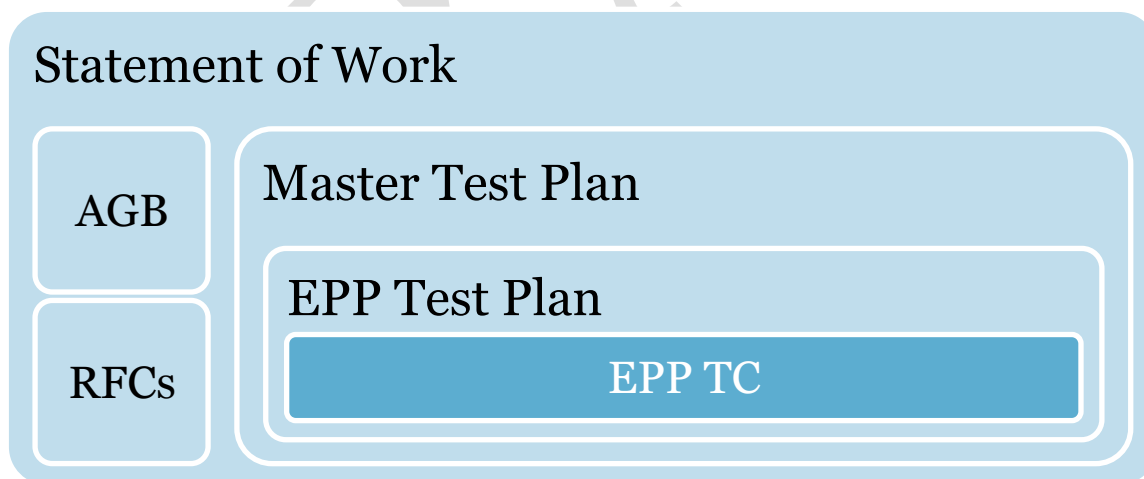 Statement of Work
AGB
Master Test Plan
EPP Test Plan
RFCs
EPP TC